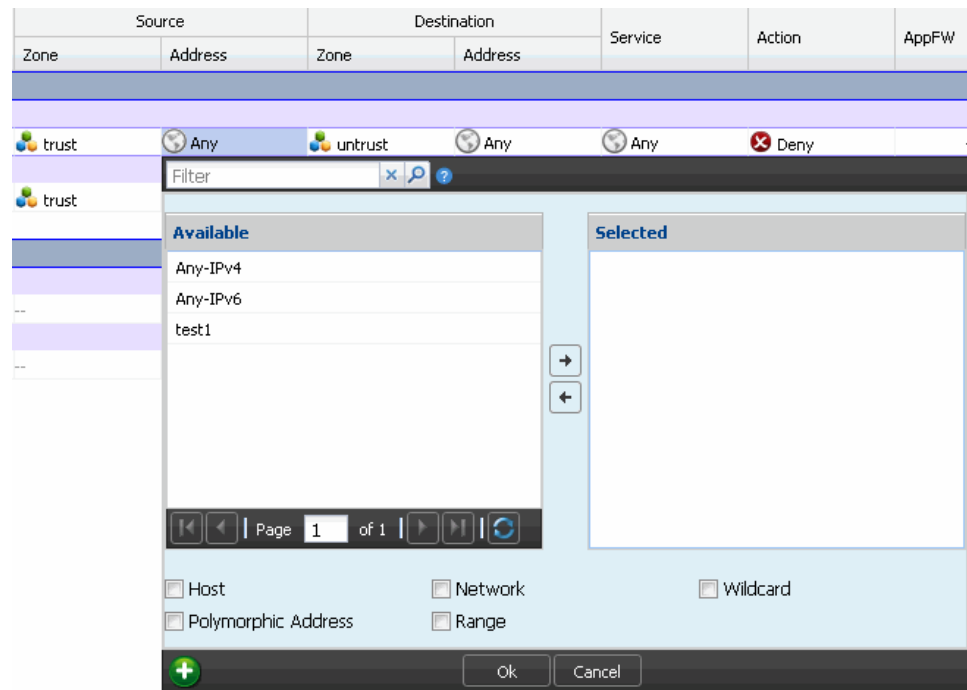 Source Destination Service Action AppFW
Zone Address Zone Address
trust Any untrust Any Any Deny
Filter
trust
Available Selected
Any-IPv4
Any-IPv6
test1
--
--
Page 1 of 1
Host Network Wildcard
Polymorphic Address Range
Ok Cancel